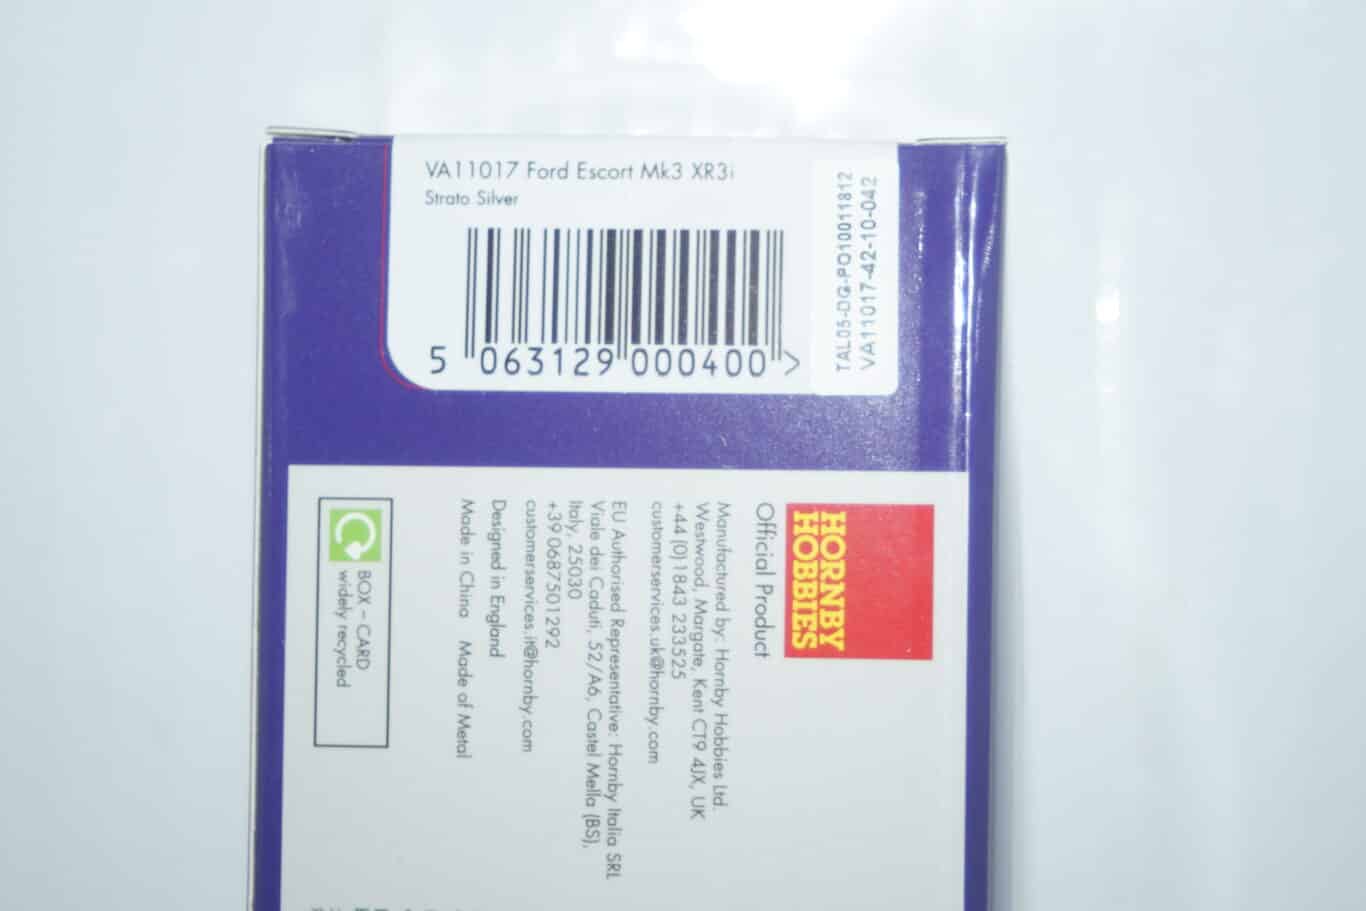 VA11017 Ford Escort Mk3 XR3i
Strato Silver
5 063129 000400 >
TAL05-DG-PO10011812
VA11017-42-10-042
HORNBY
HOBBIES
Official Product
Manufactured by: Hornby Hobbies Ltd.
Westwood, Margate, Kent CT9 4JX, UK
+44 (0)1843 233525
customerservices.uk@hornby.com
EU Authorised Representative: Hornby Italia SRL
Viale dei Caduti, 52/A6, Castel Mella (BS),
Italy, 25030
+39 0687501292
customerservices.it@hornby.com
Designed in England
Made in China Made of Metal
BOX – CARD
widely recycled